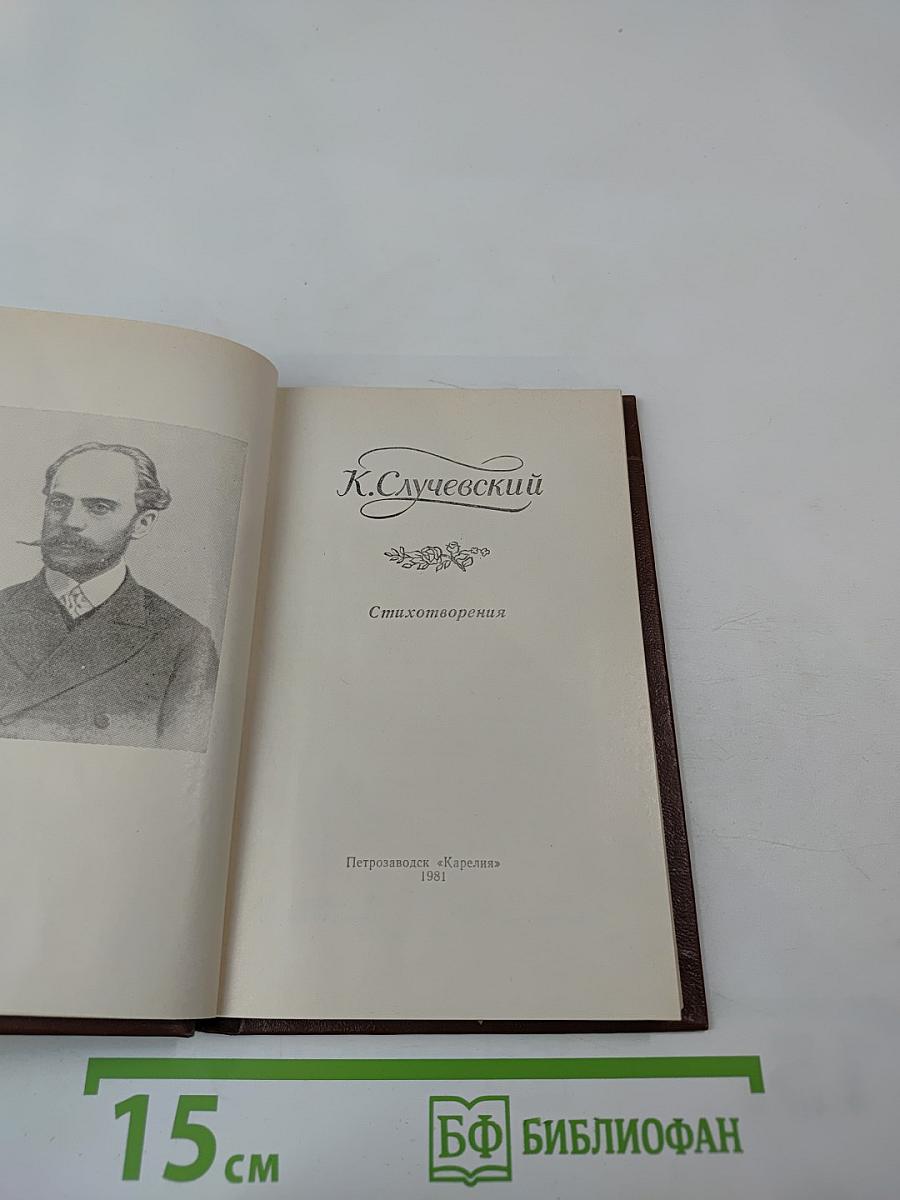 К. Случевский
Стихотворения
Петрозаводск «Карелия»
1981
15 см
БФ БИБЛИОФАН